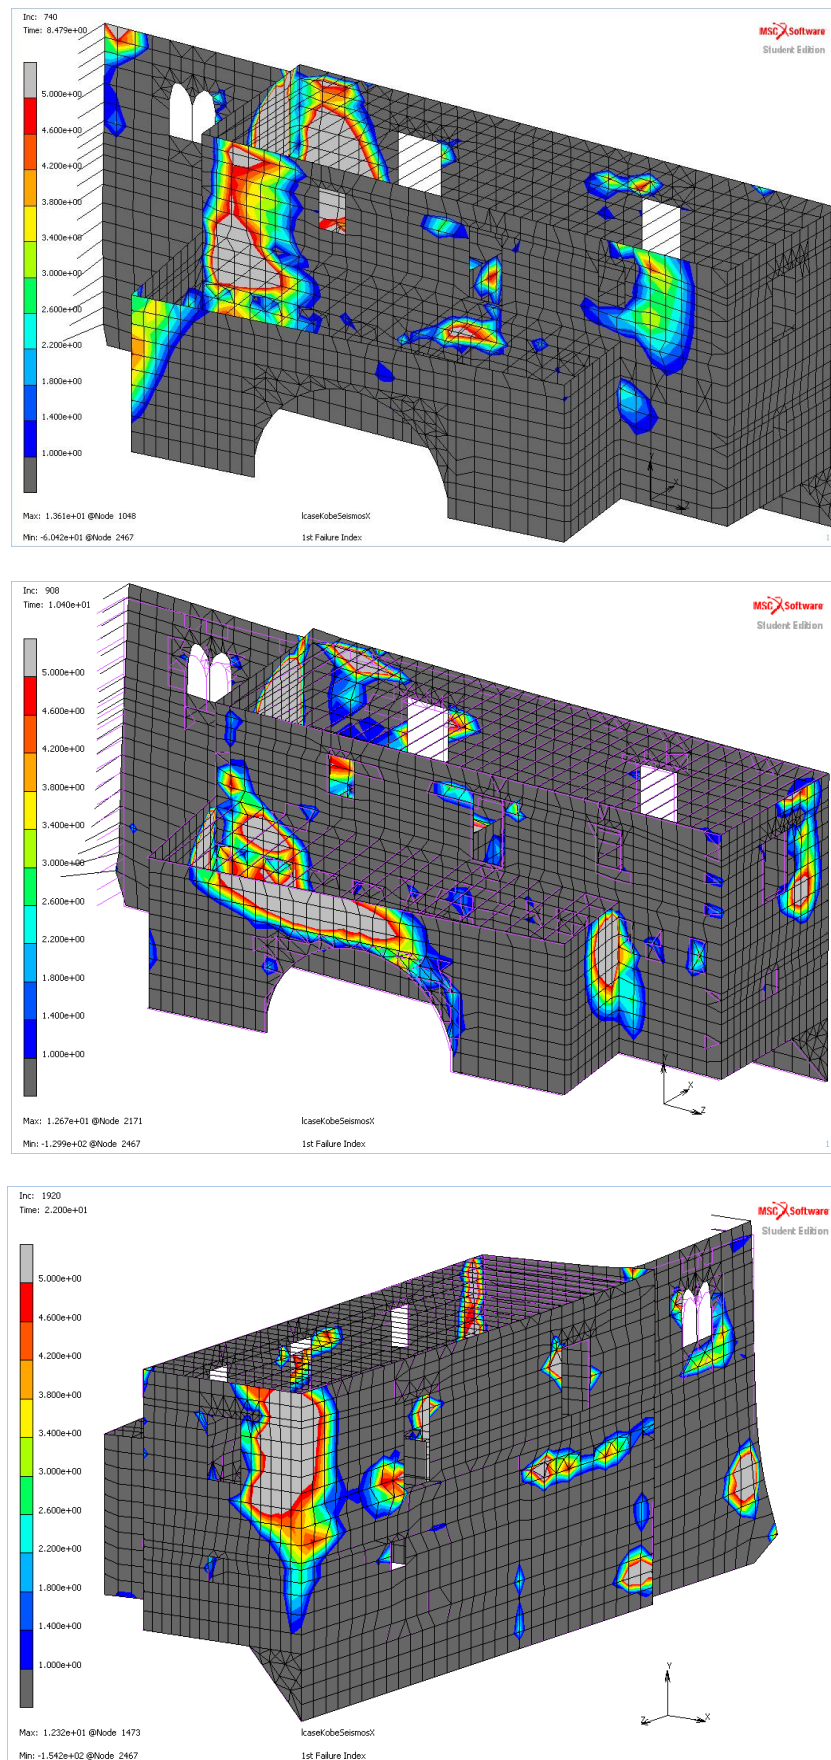 Inc: 740
Time: 8.479e+00
MSC Software
Student Edition
5.000e+00
4.600e+00
4.200e+00
3.800e+00
3.400e+00
3.000e+00
2.600e+00
2.200e+00
1.800e+00
1.400e+00
1.000e+00
Y
X
Z
Max: 1.361e+01 @Node 1048
lcaseKobeSeismosX
Min: -6.042e+01 @Node 2467
1st Failure Index
1
Inc: 908
Time: 1.040e+01
MSC Software
Student Edition
5.000e+00
4.600e+00
4.200e+00
3.800e+00
3.400e+00
3.000e+00
2.600e+00
2.200e+00
1.800e+00
1.400e+00
1.000e+00
Y
X
Z
Max: 1.267e+01 @Node 2171
lcaseKobeSeismosX
Min: -1.299e+02 @Node 2467
1st Failure Index
1
Inc: 1920
Time: 2.200e+01
MSC Software
Student Edition
5.000e+00
4.600e+00
4.200e+00
3.800e+00
3.400e+00
3.000e+00
2.600e+00
2.200e+00
1.800e+00
1.400e+00
1.000e+00
Y
Z
X
Max: 1.232e+01 @Node 1473
lcaseKobeSeismosX
Min: -1.542e+02 @Node 2467
1st Failure Index